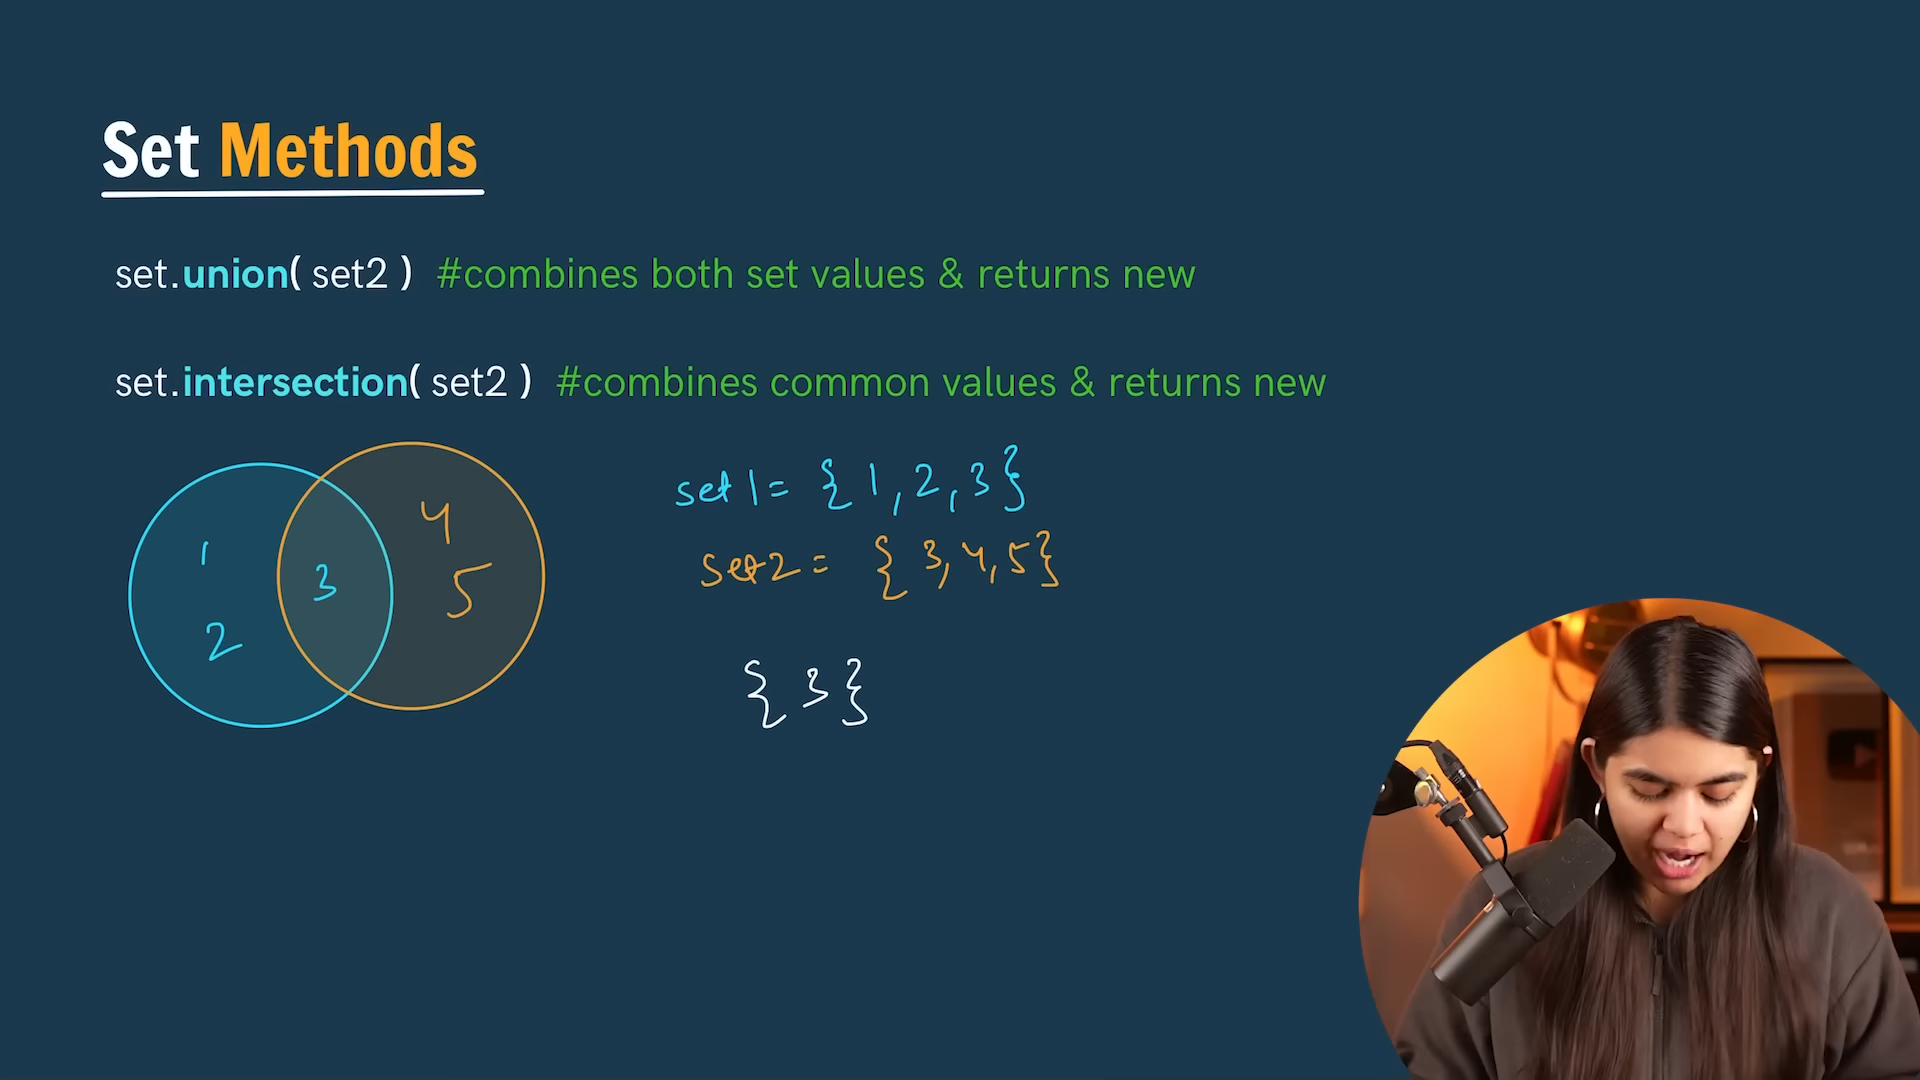 Set Methods
set.union( set2 ) #combines both set values & returns new
set.intersection( set2 ) #combines common values & returns new
1
2
3
4
5
set1= {1,2,3}
set2 = {3,4,5}
{3}